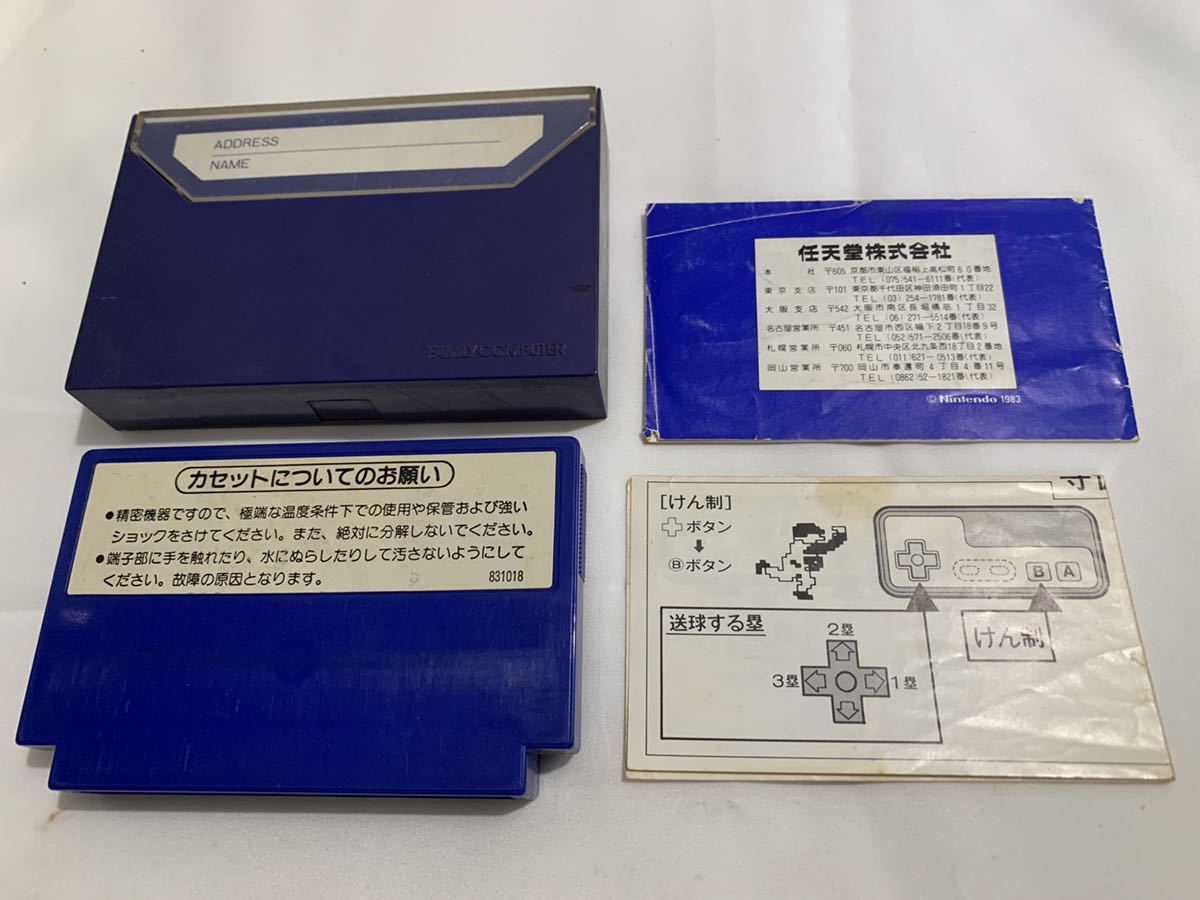 ADDRESS
NAME
FAMILY COMPUTER
任天堂株式会社
本社 〒605 京都市東山区福稲上高松町60番地
TEL (075)541-6111番(代表)
東京支店 〒101 東京都千代田区神田須田町1丁目22
TEL (03) 254-1781番(代表)
大阪支店 〒542 大阪市南区長堀橋筋1丁目32
TEL (06) 271-5514番(代表)
名古屋営業所 〒451 名古屋市西区幅下2丁目18番9号
TEL (052)571-2506番(代表)
札幌営業所 〒060 札幌市中央区北九条西18丁目2番地
TEL (011)621-0513番(代表)
岡山営業所 〒700 岡山市奉還町4丁目4番11号
TEL (0862)52-1821番(代表)
© Nintendo 1983
カセットについてのお願い
●精密機器ですので、極端な温度条件下での使用や保管および強い
ショックをさけてください。また、絶対に分解しないでください。
●端子部に手を触れたり、水にぬらしたりして汚さないようにして
ください。故障の原因となります。
831018
[けん制]
ボタン
Ⓑボタン
B A
けん制
送球する塁
2塁
3塁
1塁